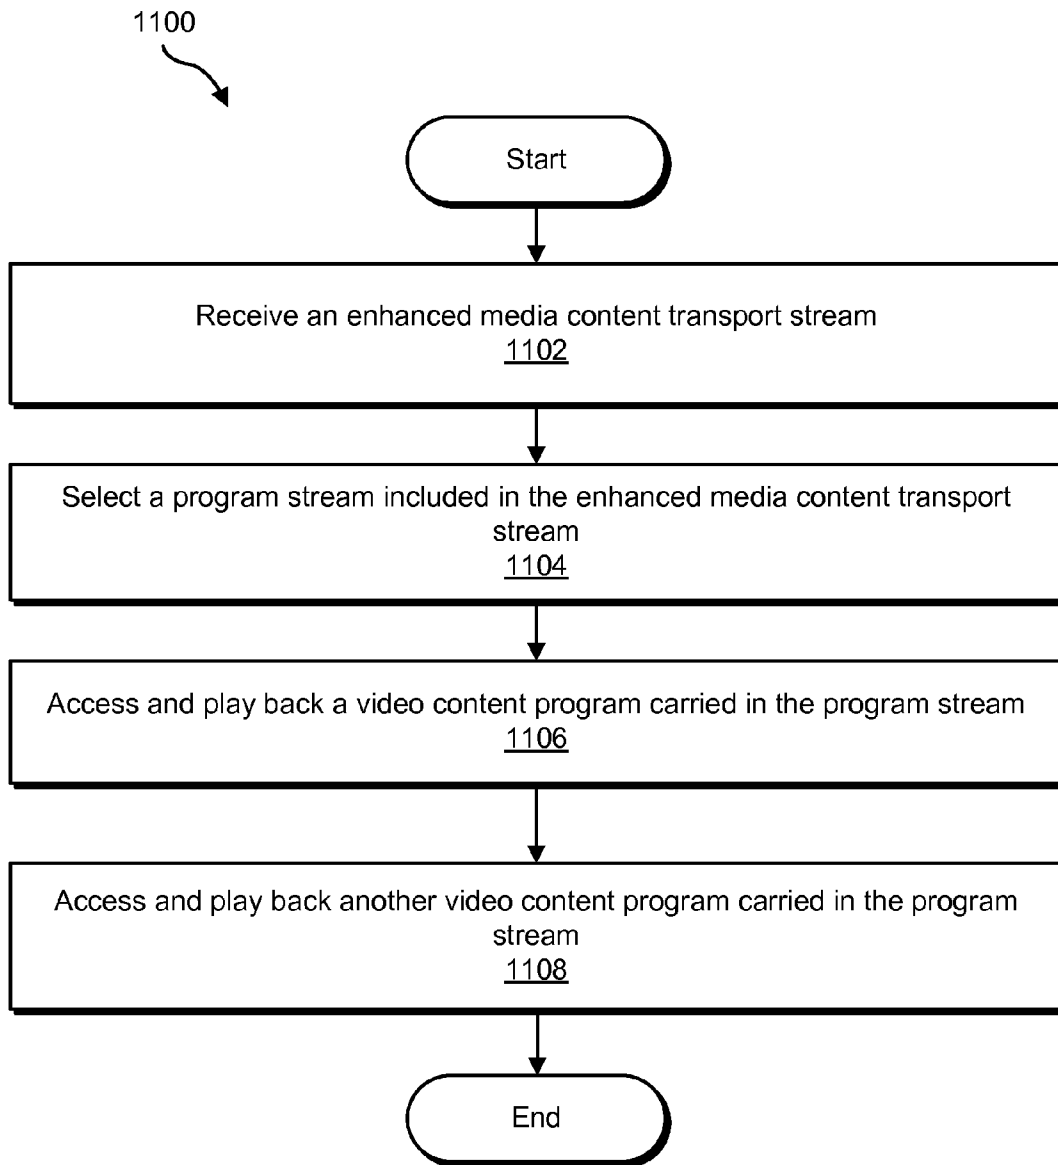 1100
Start
Receive an enhanced media content transport stream
1102
Select a program stream included in the enhanced media content transport
stream
1104
Access and play back a video content program carried in the program stream
1106
Access and play back another video content program carried in the program
stream
1108
End